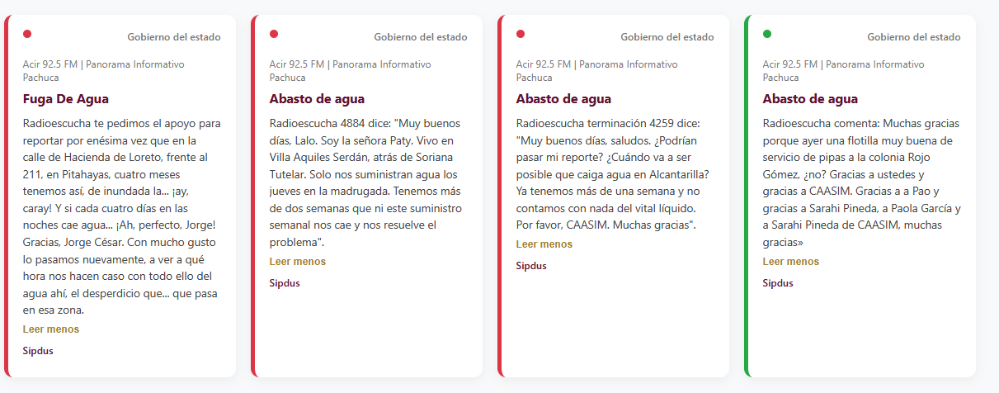 Gobierno del estado
Acir 92.5 FM | Panorama Informativo
Pachuca
Fuga De Agua
Radioescucha te pedimos el apoyo para
reportar por enésima vez que en la
calle de Hacienda de Loreto, frente al
211, en Pitahayas, cuatro meses
tenemos así, de inundada la... ¡ay,
caray! Y si cada cuatro días en las
noches cae agua... ¡Ah, perfecto, Jorge!
Gracias, Jorge César. Con mucho gusto
lo pasamos nuevamente, a ver a qué
hora nos hacen caso con todo ello del
agua ahí, el desperdicio que... que pasa
en esa zona.
Leer menos
Sipdus
Gobierno del estado
Acir 92.5 FM | Panorama Informativo
Pachuca
Abasto de agua
Radioescucha 4884 dice: "Muy buenos
días, Lalo. Soy la señora Paty. Vivo en
Villa Aquiles Serdán, atrás de Soriana
Tutelar. Solo nos suministran agua los
jueves en la madrugada. Tenemos más
de dos semanas que ni este suministro
semanal nos cae y nos resuelve el
problema".
Leer menos
Sipdus
Gobierno del estado
Acir 92.5 FM | Panorama Informativo
Pachuca
Abasto de agua
Radioescucha terminación 4259 dice:
"Muy buenos días, saludos. ¿Podrían
pasar mi reporte? ¿Cuándo va a ser
posible que caiga agua en Alcantarilla?
Ya tenemos más de una semana y no
contamos con nada del vital líquido.
Por favor, CAASIM. Muchas gracias".
Leer menos
Sipdus
Gobierno del estado
Acir 92.5 FM | Panorama Informativo
Pachuca
Abasto de agua
Radioescucha comenta: Muchas gracias
porque ayer una flotilla muy buena de
servicio de pipas a la colonia Rojo
Gómez, ¿no? Gracias a ustedes y
gracias a CAASIM. Gracias a a Pao y
gracias a Sarahi Pineda, a Paola García y
a Sarahi Pineda de CAASIM, muchas
gracias»
Leer menos
Sipdus